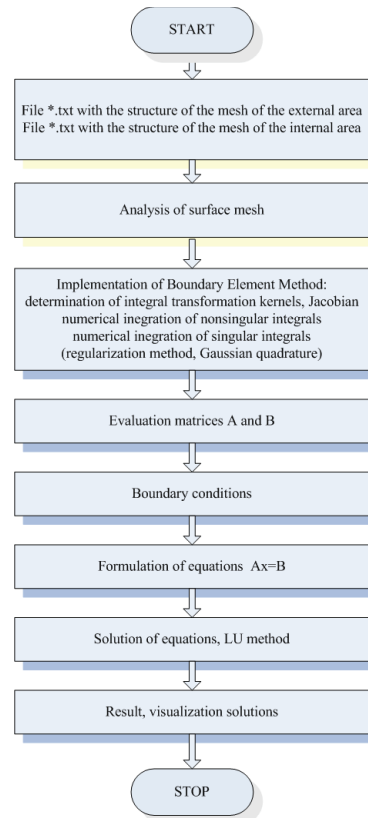 START
File *.txt with the structure of the mesh of the external area
File *.txt with the structure of the mesh of the internal area
Analysis of surface mesh
Implementation of Boundary Element Method:
determination of integral transformation kernels, Jacobian
numerical inegration of nonsingular integrals
numerical inegration of singular integrals
(regularization method, Gaussian quadrature)
Evaluation matrices A and B
Boundary conditions
Formulation of equations Ax=B
Solution of equations, LU method
Result, visualization solutions
STOP